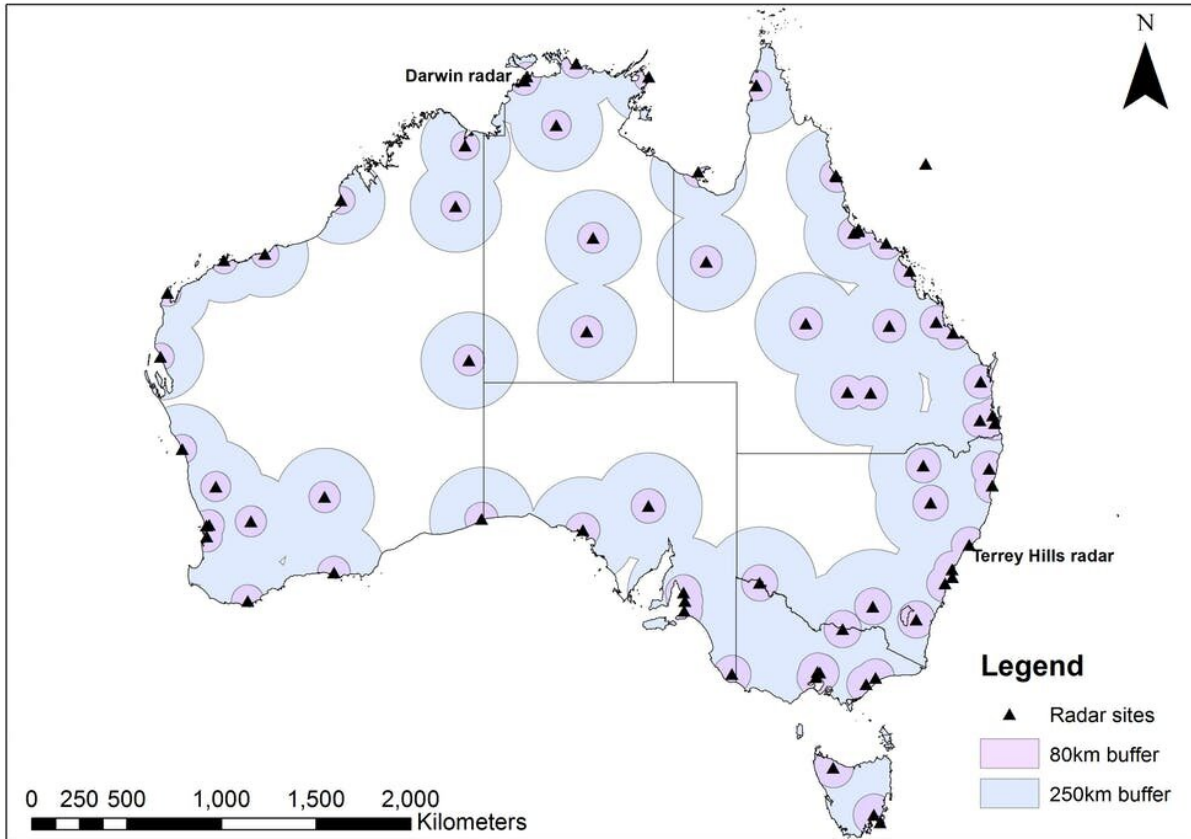 N
Darwin radar
Terrey Hills radar
Legend
Radar sites
80km buffer
250km buffer
0 250 500 1,000 1,500 2,000
Kilometers